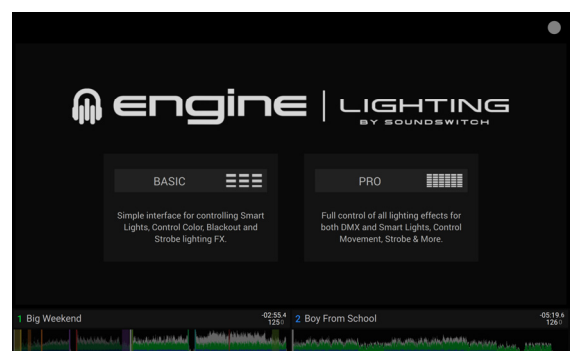 engine LIGHTING
BY SOUNDSWITCH
BASIC
Simple interface for controlling Smart
Lights, Control Color, Blackout and
Strobe lighting FX.
PRO
Full control of all lighting effects for
both DMX and Smart Lights, Control
Movement, Strobe & More.
1 Big Weekend
-02:55.4
125.0
2 Boy From School
-05:19.6
126.0